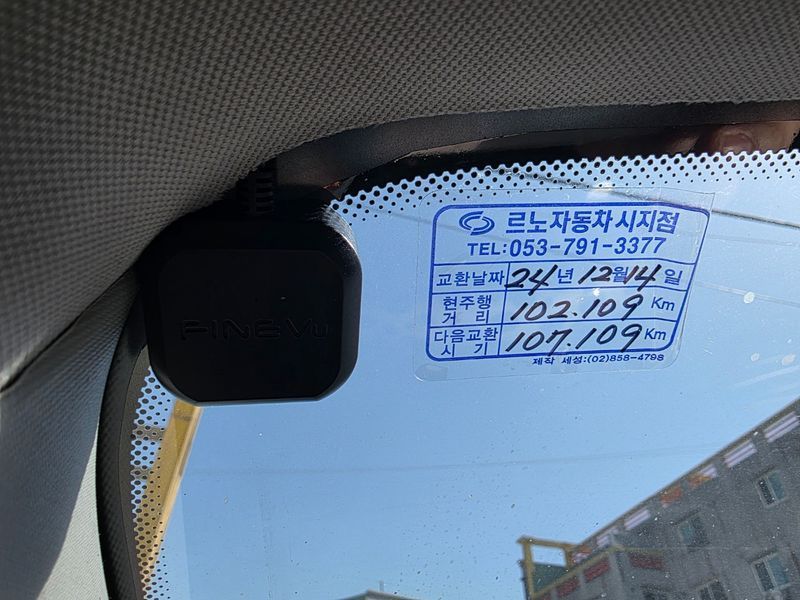 르노자동차시지점
TEL:053-791-3377
교환날짜 24년 12월 14일
현주행거리 102.109 Km
다음교환시기 107.109 Km
제작 세성:(02)858-4798
FINEVu